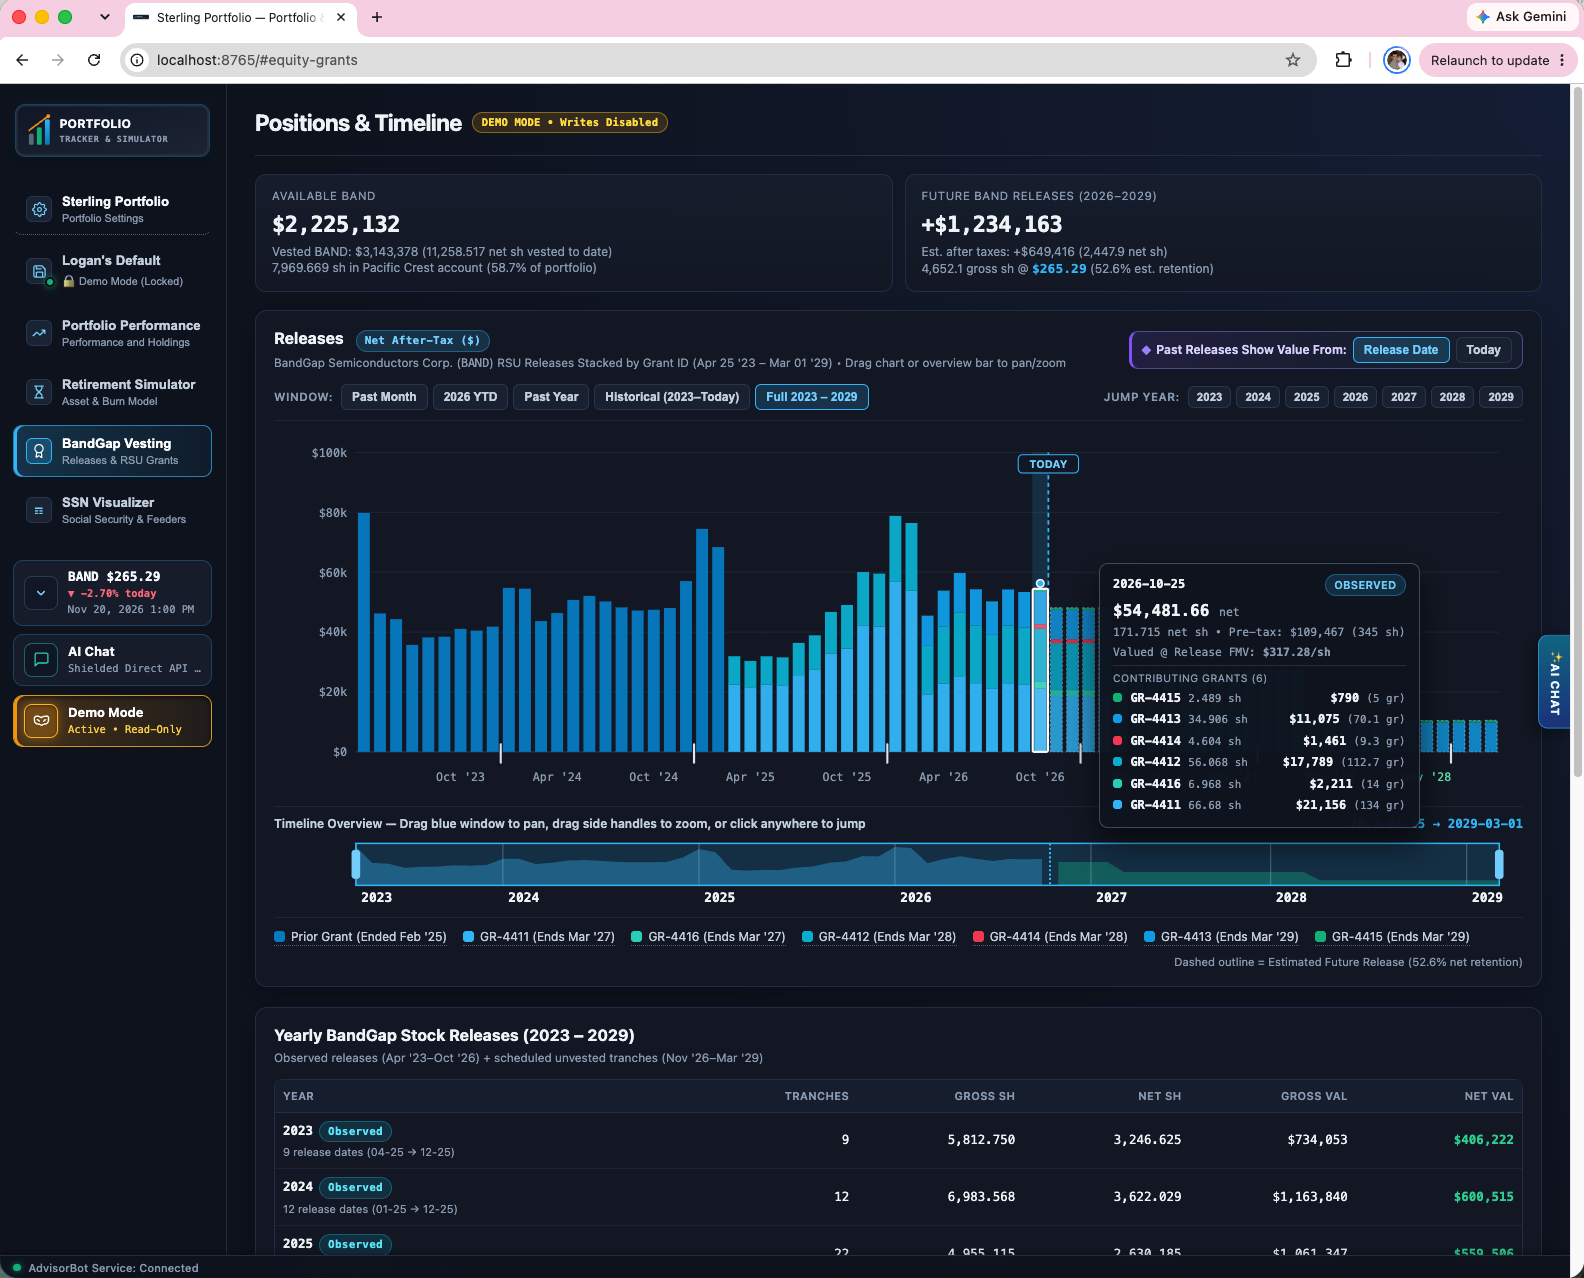 Sterling Portfolio — Portfolio
Ask Gemini
localhost:8765/#equity-grants
Relaunch to update
PORTFOLIO
TRACKER & SIMULATOR
Sterling Portfolio
Portfolio Settings
Logan's Default
Demo Mode (Locked)
Portfolio Performance
Performance and Holdings
Retirement Simulator
Asset & Burn Model
BandGap Vesting
Releases & RSU Grants
SSN Visualizer
Social Security & Feeders
BAND $265.29
▼ −2.70% today
Nov 20, 2026 1:00 PM
AI Chat
Shielded Direct API …
Demo Mode
Active • Read-Only
Positions & Timeline
DEMO MODE • Writes Disabled
AVAILABLE BAND
$2,225,132
Vested BAND: $3,143,378 (11,258.517 net sh vested to date)
7,969.669 sh in Pacific Crest account (58.7% of portfolio)
FUTURE BAND RELEASES (2026–2029)
+$1,234,163
Est. after taxes: +$649,416 (2,447.9 net sh)
4,652.1 gross sh @ $265.29 (52.6% est. retention)
Releases
Net After-Tax ($)
BandGap Semiconductors Corp. (BAND) RSU Releases Stacked by Grant ID (Apr 25 '23 – Mar 01 '29) • Drag chart or overview bar to pan/zoom
Past Releases Show Value From:
Release Date
Today
WINDOW:
Past Month
2026 YTD
Past Year
Historical (2023–Today)
Full 2023 – 2029
JUMP YEAR:
2023
2024
2025
2026
2027
2028
2029
$100k
$80k
$60k
$40k
$20k
$0
TODAY
Oct '23
Apr '24
Oct '24
Apr '25
Oct '25
Apr '26
Oct '26
'28
2026-10-25
OBSERVED
$54,481.66 net
171.715 net sh • Pre-tax: $109,467 (345 sh)
Valued @ Release FMV: $317.28/sh
CONTRIBUTING GRANTS (6)
GR-4415 2.489 sh $790 (5 gr)
GR-4413 34.906 sh $11,075 (70.1 gr)
GR-4414 4.604 sh $1,461 (9.3 gr)
GR-4412 56.068 sh $17,789 (112.7 gr)
GR-4416 6.968 sh $2,211 (14 gr)
GR-4411 66.68 sh $21,156 (134 gr)
AI CHAT
Timeline Overview — Drag blue window to pan, drag side handles to zoom, or click anywhere to jump
→ 2029-03-01
2023
2024
2025
2026
2027
2028
2029
Prior Grant (Ended Feb '25)
GR-4411 (Ends Mar '27)
GR-4416 (Ends Mar '27)
GR-4412 (Ends Mar '28)
GR-4414 (Ends Mar '28)
GR-4413 (Ends Mar '29)
GR-4415 (Ends Mar '29)
Dashed outline = Estimated Future Release (52.6% net retention)
Yearly BandGap Stock Releases (2023 – 2029)
Observed releases (Apr '23–Oct '26) + scheduled unvested tranches (Nov '26–Mar '29)
YEAR TRANCHES GROSS SH NET SH GROSS VAL NET VAL
2023 Observed
9 release dates (04-25 → 12-25)
9 5,812.750 3,246.625 $734,053 $406,222
2024 Observed
12 release dates (01-25 → 12-25)
12 6,983.568 3,622.029 $1,163,840 $600,515
2025 Observed
22 4,955.115 2,630.185 $1,061,347 $559,506
AdvisorBot Service: Connected